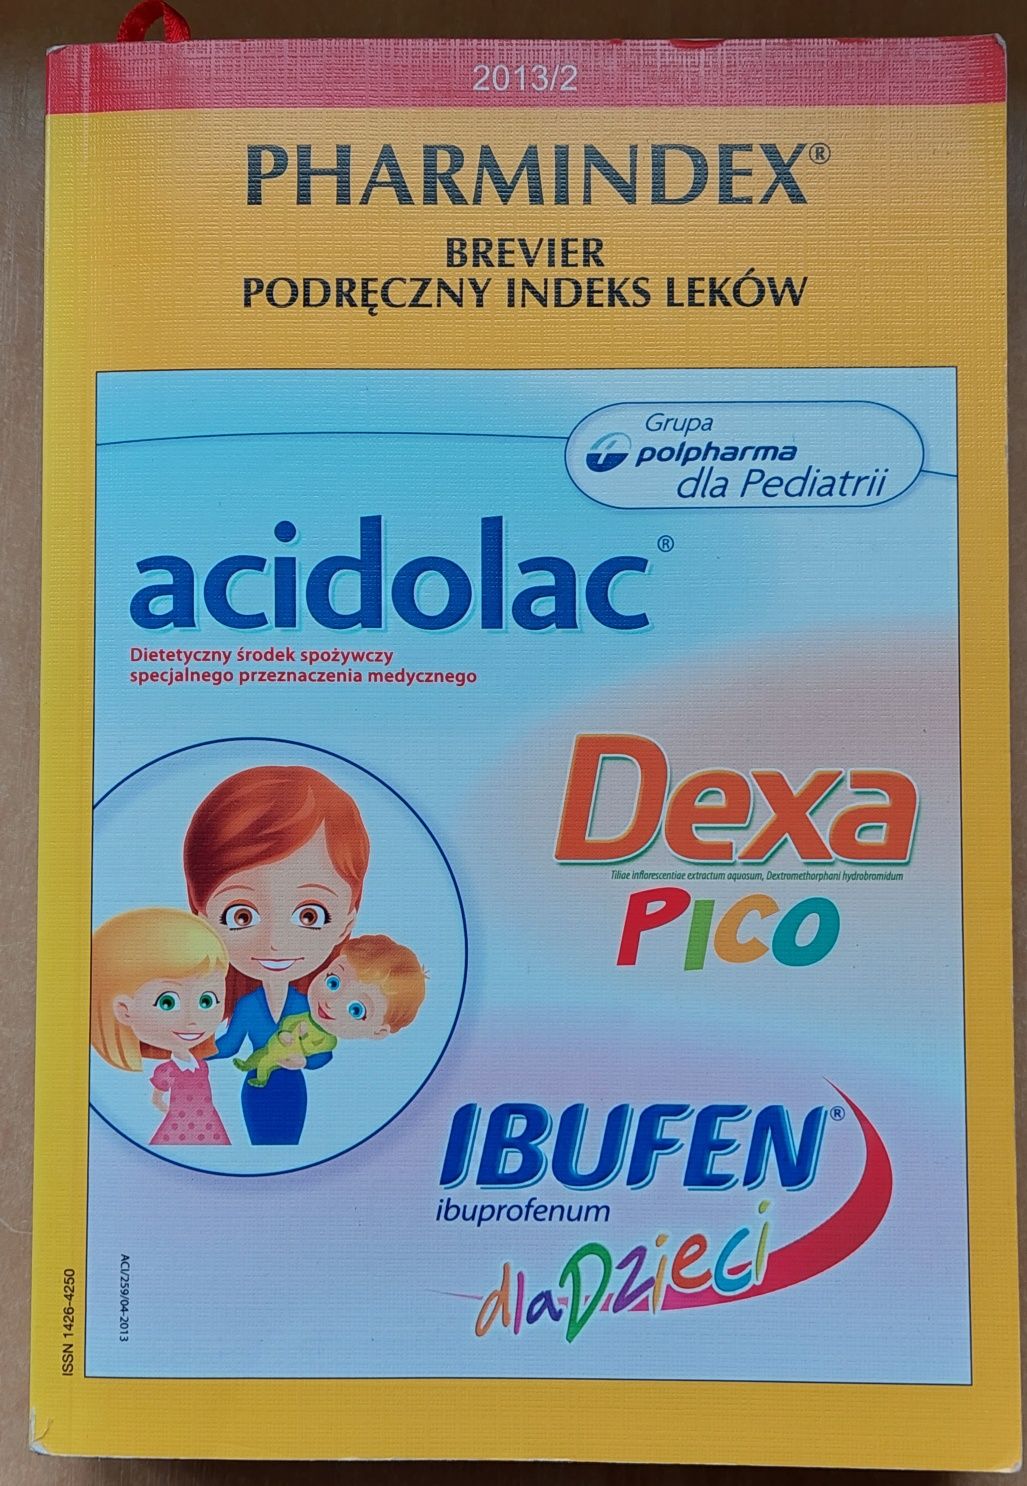 2013/2
PHARMINDEX®
BREVIER
PODRĘCZNY INDEKS LEKÓW
Grupa
polpharma
dla Pediatrii
acidolac®
Dietetyczny środek spożywczy
specjalnego przeznaczenia medycznego
Dexa
Tiliae inflorescentiae extractum aquosum, Dextromethorphani hydrobromidum
PICO
IBUFEN®
ibuprofenum
dla Dzieci
ACI/259/04-2013
ISSN 1426-4250